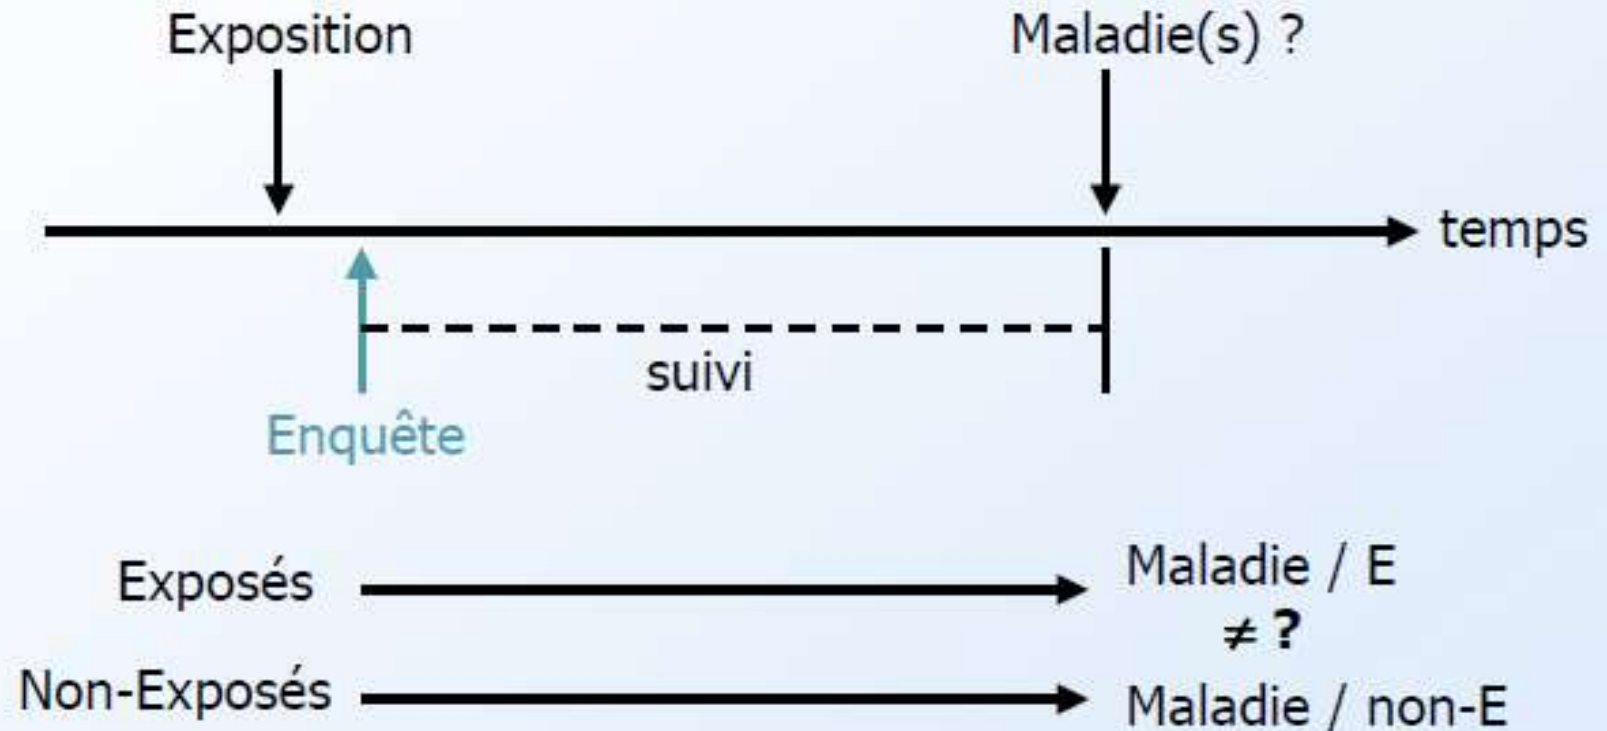 Exposition
Maladie(s) ?
temps
suivi
Enquête
Exposés
Maladie / E
≠ ?
Non-Exposés
Maladie / non-E